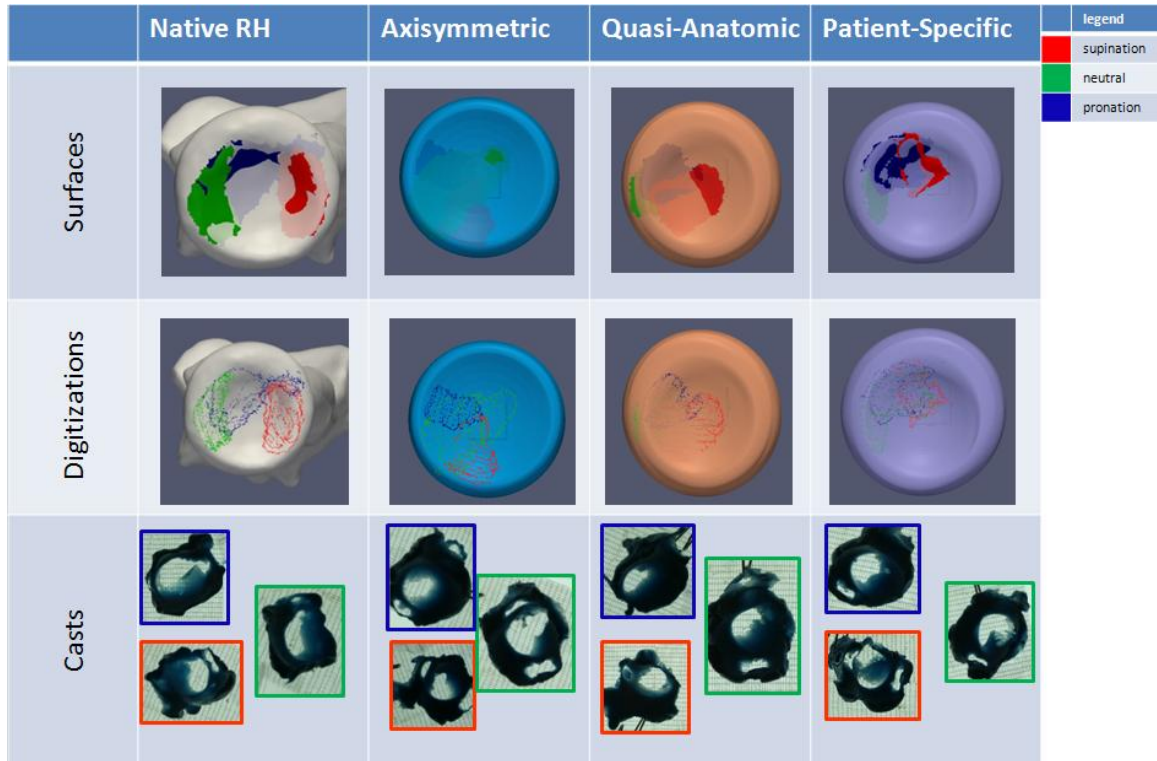 Native RH
Axisymmetric
Quasi-Anatomic
Patient-Specific
legend
supination
neutral
pronation
Surfaces
Digitizations
Casts